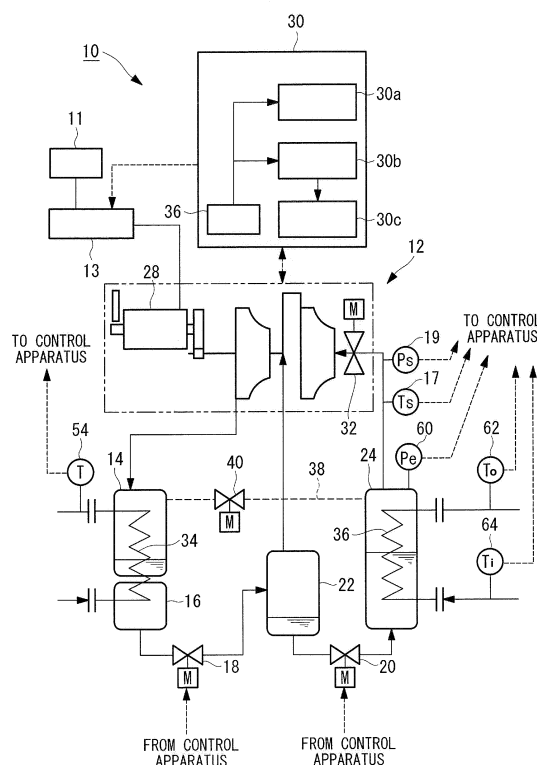 30
10
30a
11
30b
36
30c
13
12
28
M
TO CONTROL
APPARATUS
19
TO CONTROL
APPARATUS
Ps
17
Ts
32
54
60
62
T
14
40
38
24
Pe
To
M
34
36
64
22
Ti
16
18
20
M
M
FROM CONTROL
APPARATUS
FROM CONTROL
APPARATUS